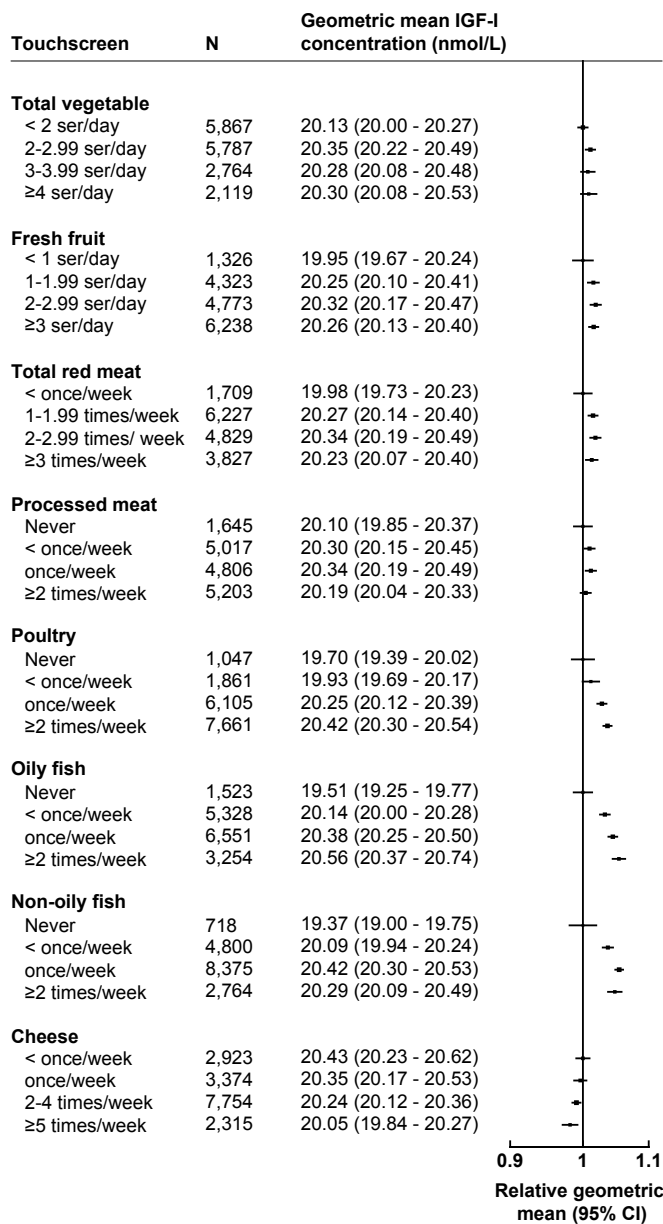 Touchscreen N Geometric mean IGF-I concentration (nmol/L)
Total vegetable
< 2 ser/day 5,867 20.13 (20.00 - 20.27)
2-2.99 ser/day 5,787 20.35 (20.22 - 20.49)
3-3.99 ser/day 2,764 20.28 (20.08 - 20.48)
≥4 ser/day 2,119 20.30 (20.08 - 20.53)
Fresh fruit
< 1 ser/day 1,326 19.95 (19.67 - 20.24)
1-1.99 ser/day 4,323 20.25 (20.10 - 20.41)
2-2.99 ser/day 4,773 20.32 (20.17 - 20.47)
≥3 ser/day 6,238 20.26 (20.13 - 20.40)
Total red meat
< once/week 1,709 19.98 (19.73 - 20.23)
1-1.99 times/week 6,227 20.27 (20.14 - 20.40)
2-2.99 times/ week 4,829 20.34 (20.19 - 20.49)
≥3 times/week 3,827 20.23 (20.07 - 20.40)
Processed meat
Never 1,645 20.10 (19.85 - 20.37)
< once/week 5,017 20.30 (20.15 - 20.45)
once/week 4,806 20.34 (20.19 - 20.49)
≥2 times/week 5,203 20.19 (20.04 - 20.33)
Poultry
Never 1,047 19.70 (19.39 - 20.02)
< once/week 1,861 19.93 (19.69 - 20.17)
once/week 6,105 20.25 (20.12 - 20.39)
≥2 times/week 7,661 20.42 (20.30 - 20.54)
Oily fish
Never 1,523 19.51 (19.25 - 19.77)
< once/week 5,328 20.14 (20.00 - 20.28)
once/week 6,551 20.38 (20.25 - 20.50)
≥2 times/week 3,254 20.56 (20.37 - 20.74)
Non-oily fish
Never 718 19.37 (19.00 - 19.75)
< once/week 4,800 20.09 (19.94 - 20.24)
once/week 8,375 20.42 (20.30 - 20.53)
≥2 times/week 2,764 20.29 (20.09 - 20.49)
Cheese
< once/week 2,923 20.43 (20.23 - 20.62)
once/week 3,374 20.35 (20.17 - 20.53)
2-4 times/week 7,754 20.24 (20.12 - 20.36)
≥5 times/week 2,315 20.05 (19.84 - 20.27)
0.9 1 1.1
Relative geometric
mean (95% CI)